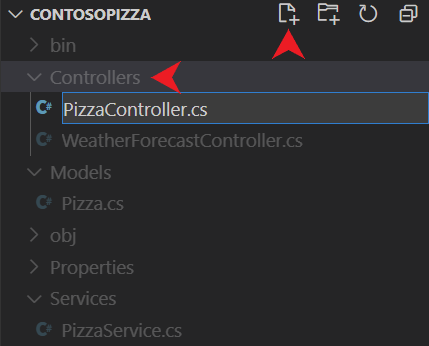 CONTOSOPIZZA
bin
Controllers
C# PizzaController.cs
C# WeatherForecastController.cs
Models
C# Pizza.cs
obj
Properties
Services
C# PizzaService.cs